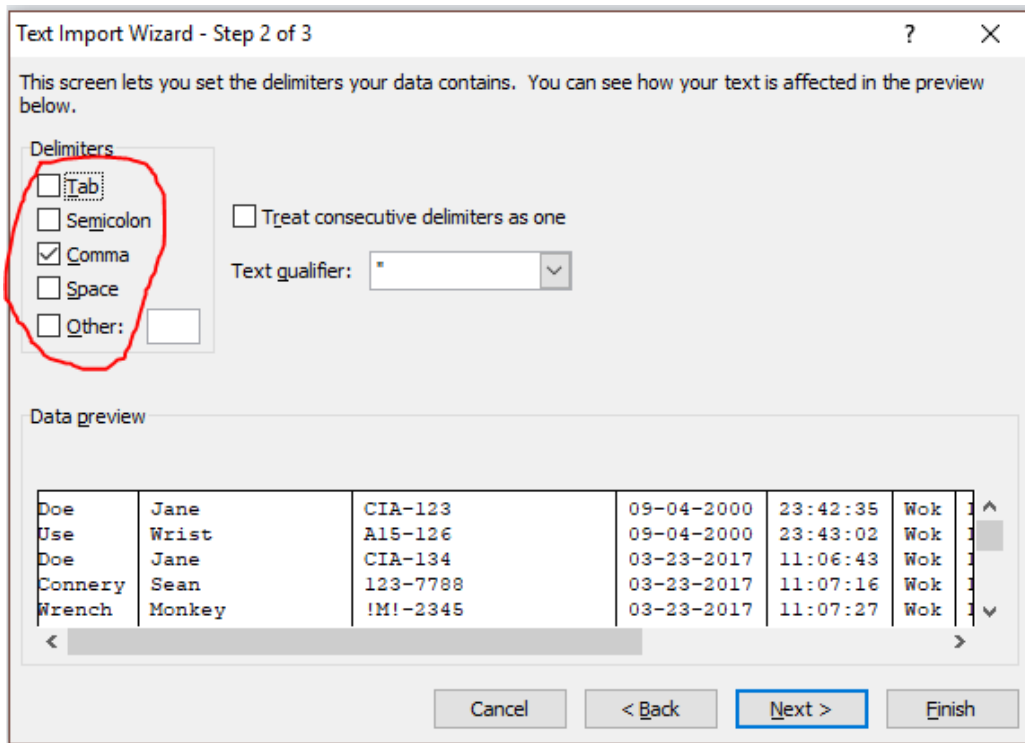 Text Import Wizard - Step 2 of 3 ?
This screen lets you set the delimiters your data contains.  You can see how your text is affected in the preview
below.
Delimiters
Tab
Semicolon
Comma
Space
Other:
Treat consecutive delimiters as one
Text qualifier: "
Data preview
Doe Jane CIA-123 09-04-2000 23:42:35 Wok
Use Wrist A15-126 09-04-2000 23:43:02 Wok
Doe Jane CIA-134 03-23-2017 11:06:43 Wok
Connery Sean 123-7788 03-23-2017 11:07:16 Wok
Wrench Monkey !M!-2345 03-23-2017 11:07:27 Wok
Cancel < Back Next > Finish